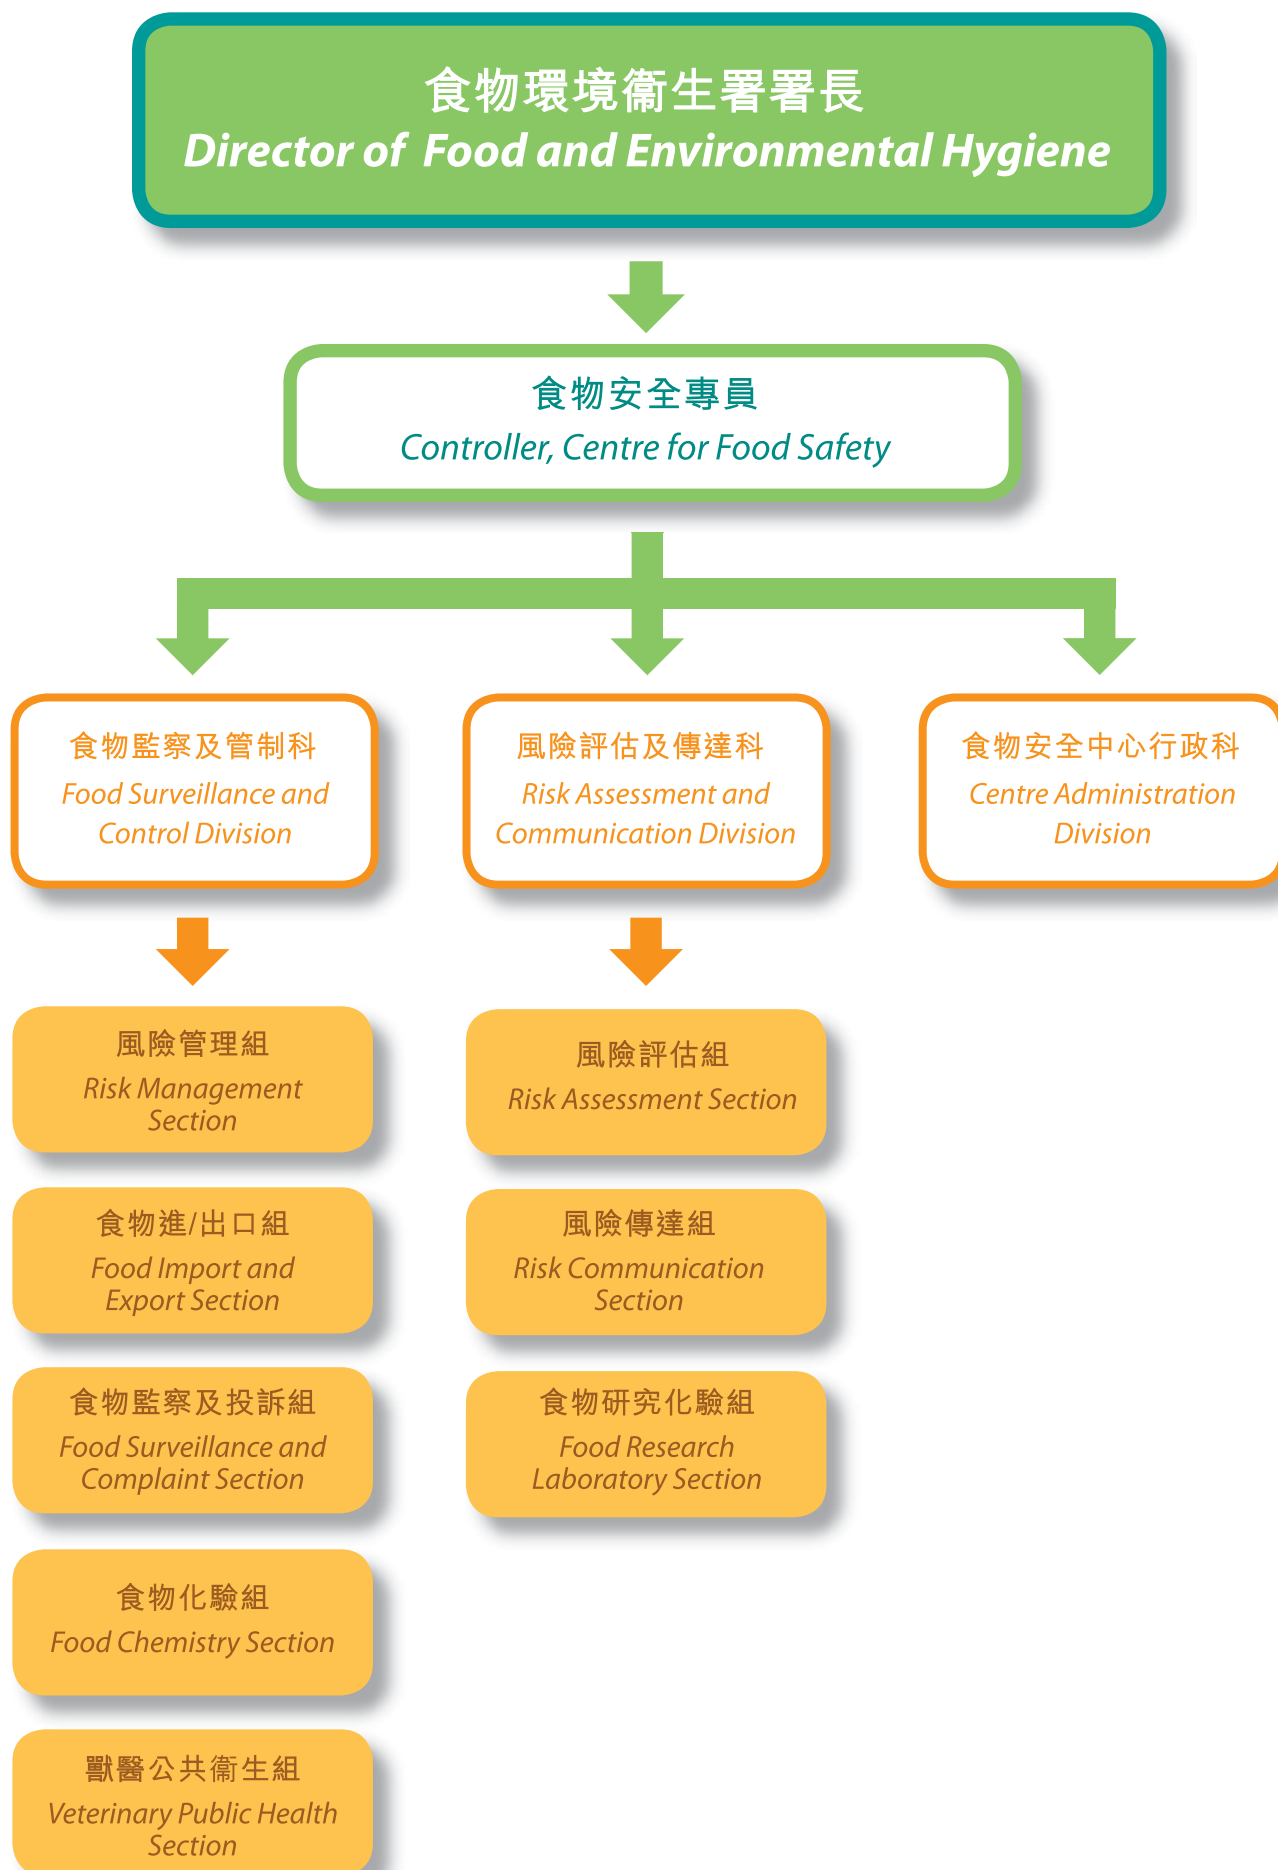 食物環境衞生署署長
Director of Food and Environmental Hygiene
食物安全專員
Controller, Centre for Food Safety
食物監察及管制科
Food Surveillance and
Control Division
風險評估及傳達科
Risk Assessment and
Communication Division
食物安全中心行政科
Centre Administration
Division
風險管理組
Risk Management
Section
食物進/出口組
Food Import and
Export Section
食物監察及投訴組
Food Surveillance and
Complaint Section
食物化驗組
Food Chemistry Section
獸醫公共衞生組
Veterinary Public Health
Section
風險評估組
Risk Assessment Section
風險傳達組
Risk Communication
Section
食物研究化驗組
Food Research
Laboratory Section